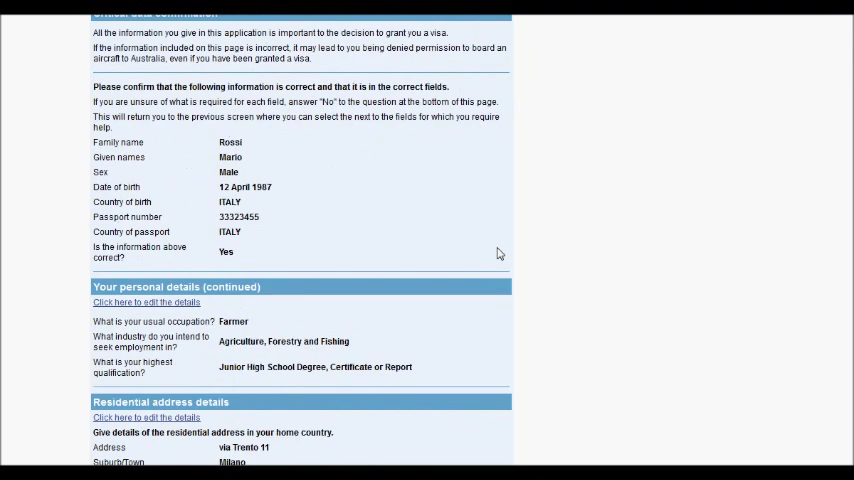 Critical data confirmation
All the information you give in this application is important to the decision to grant you a visa.
If the information included on this page is incorrect, it may lead to you being denied permission to board an
aircraft to Australia, even if you have been granted a visa.
Please confirm that the following information is correct and that it is in the correct fields.
If you are unsure of what is required for each field, answer "No" to the question at the bottom of this page.
This will return you to the previous screen where you can select the next to the fields for which you require
help.
Family name Rossi
Given names Mario
Sex Male
Date of birth 12 April 1987
Country of birth ITALY
Passport number 33323455
Country of passport ITALY
Is the information above
correct? Yes
Your personal details (continued)
Click here to edit the details
What is your usual occupation? Farmer
What industry do you intend to
seek employment in? Agriculture, Forestry and Fishing
What is your highest
qualification? Junior High School Degree, Certificate or Report
Residential address details
Click here to edit the details
Give details of the residential address in your home country.
Address via Trento 11
Suburb/Town Milano